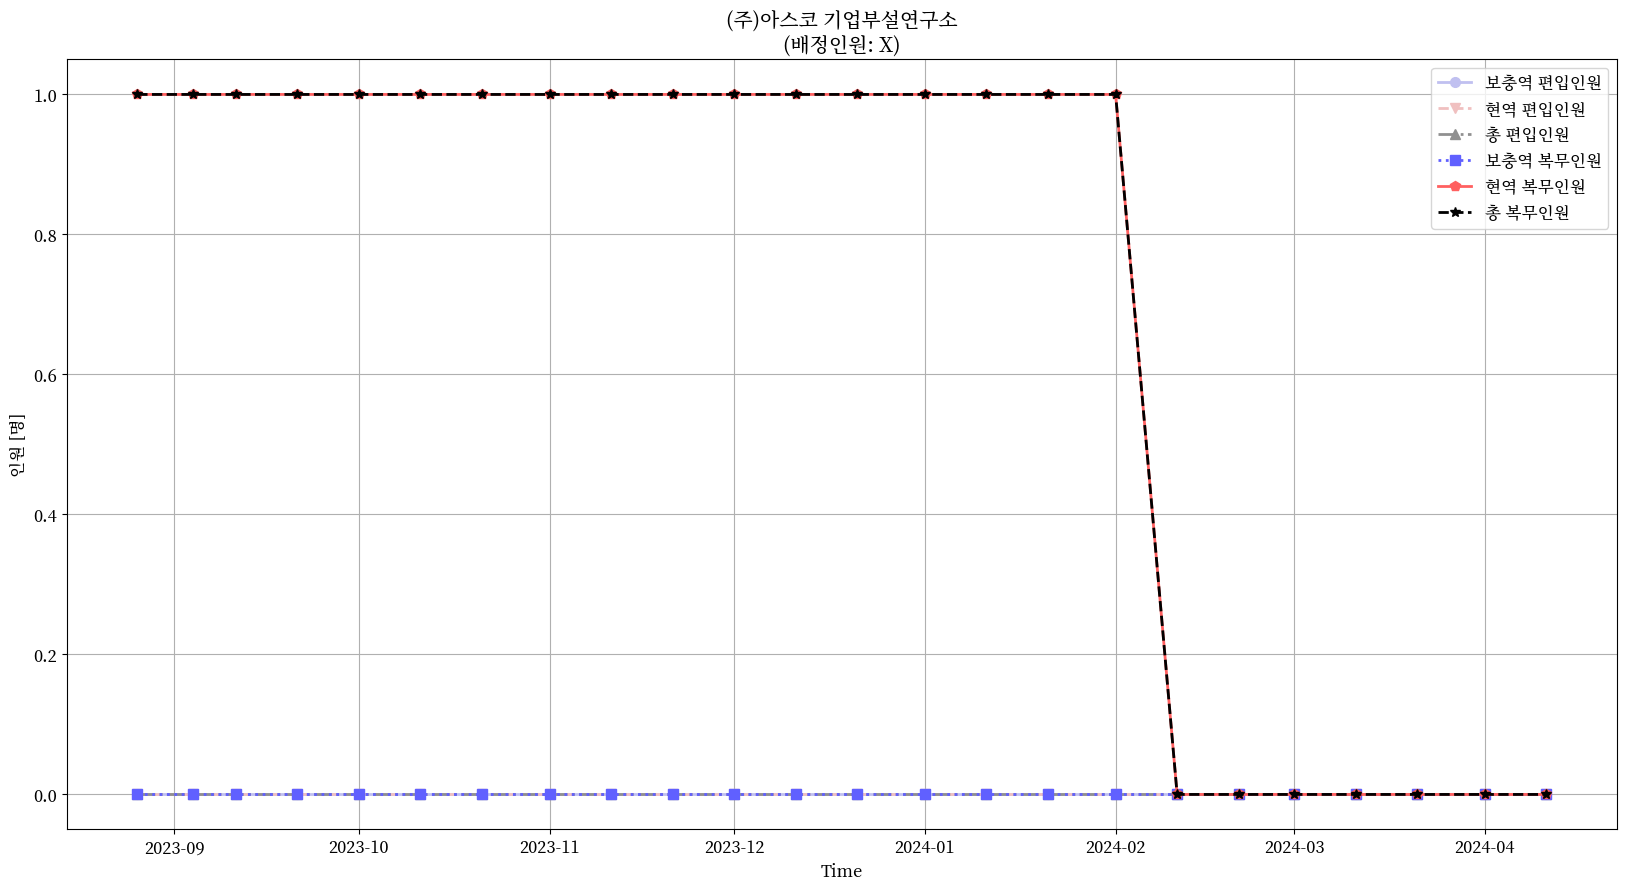 (주)아스코 기업부설연구소
(배정인원: X)
보충역 편입인원
현역 편입인원
총 편입인원
보충역 복무인원
현역 복무인원
총 복무인원
인원 [명]
1.0
0.8
0.6
0.4
0.2
0.0
2023-09
2023-10
2023-11
2023-12
2024-01
2024-02
2024-03
2024-04
Time